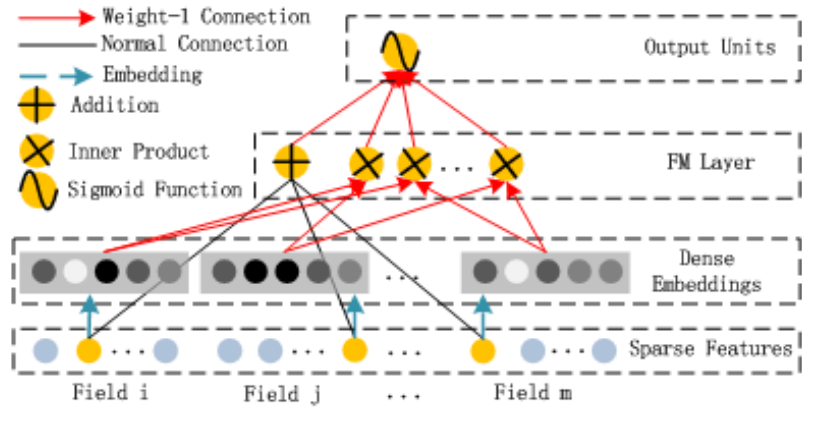 Weight-1 Connection
Normal Connection
Embedding
Addition
Inner Product
Sigmoid Function
Output Units
...
FM Layer
...
Dense
Embeddings
...
...
...
...
Sparse Features
Field i
Field j
...
Field m